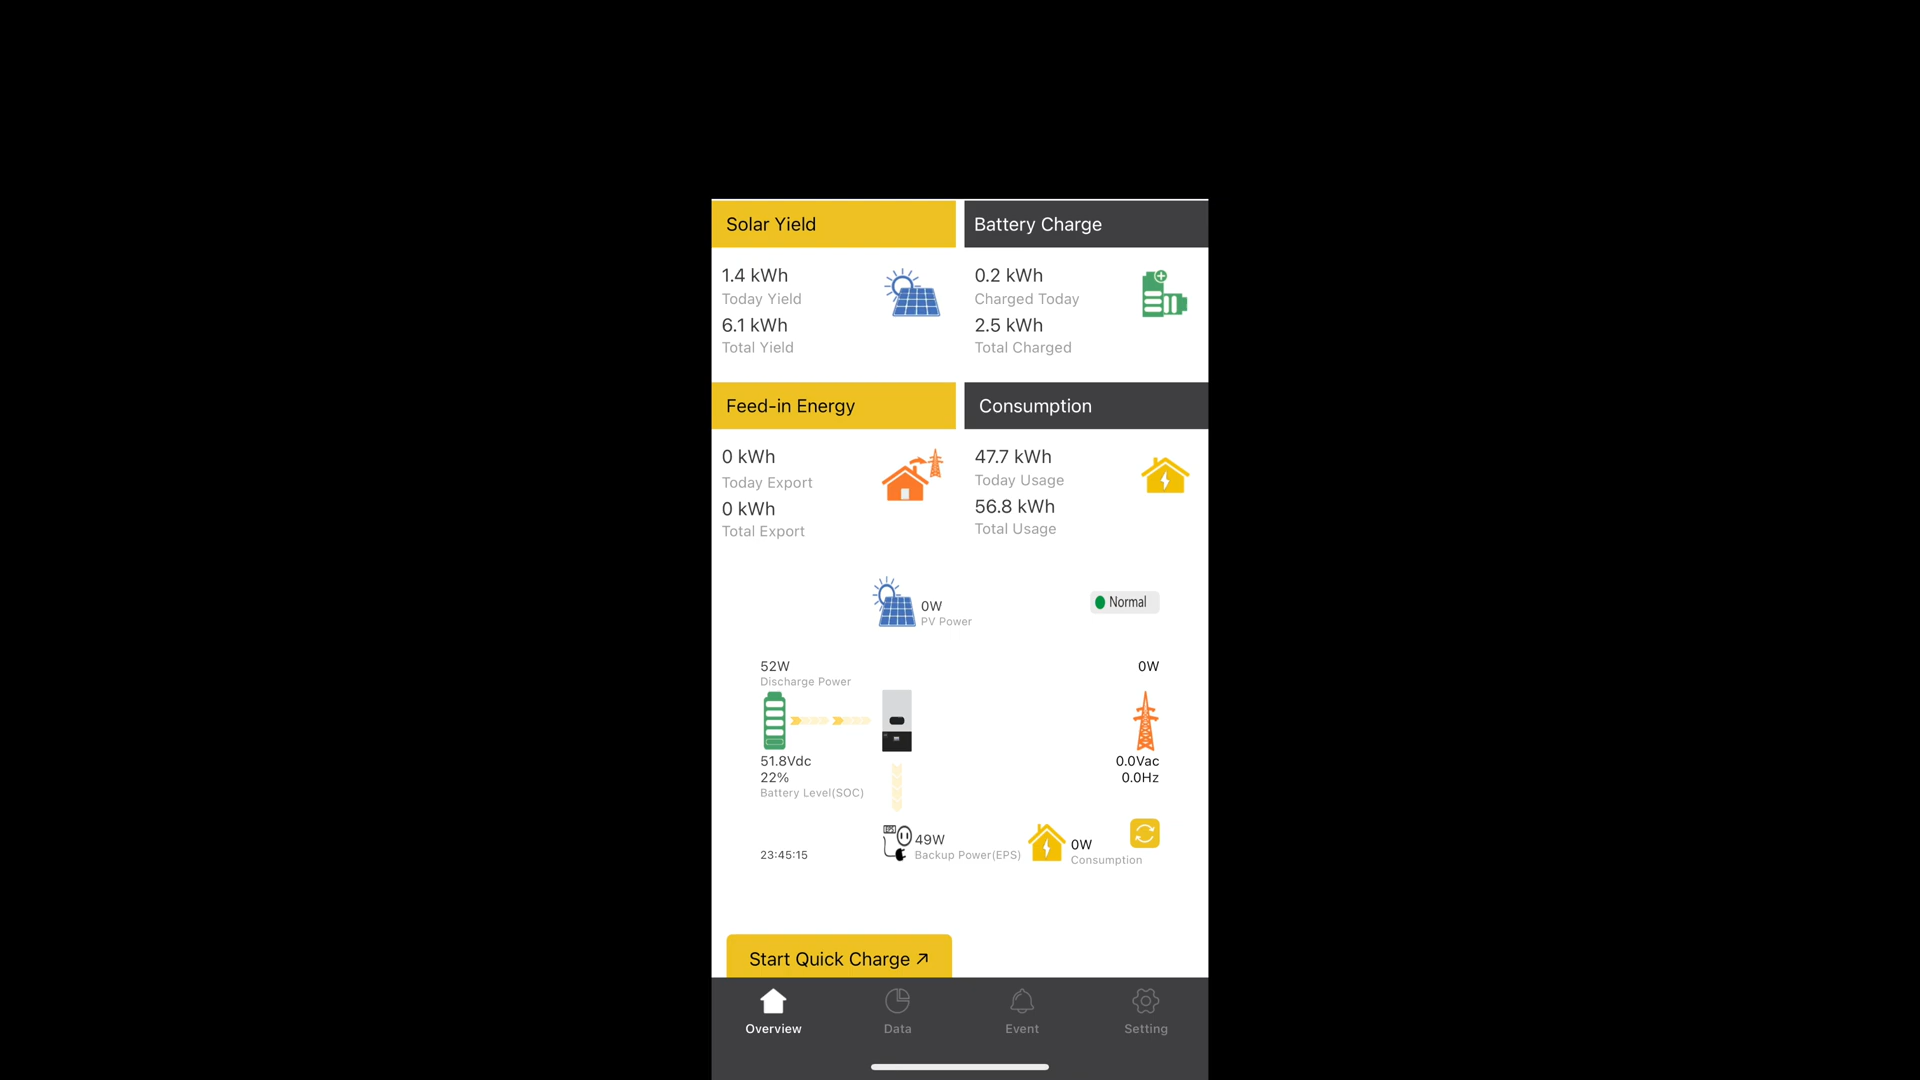 Solar Yield
Battery Charge
1.4 kWh
Today Yield
6.1 kWh
Total Yield
0.2 kWh
Charged Today
2.5 kWh
Total Charged
Feed-in Energy
Consumption
0 kWh
Today Export
0 kWh
Total Export
47.7 kWh
Today Usage
56.8 kWh
Total Usage
0W
PV Power
Normal
52W
Discharge Power
0W
51.8Vdc
22%
Battery Level(SOC)
0.0Vac
0.0Hz
23:45:15
EPS
49W
Backup Power(EPS)
0W
Consumption
Start Quick Charge ↗
Overview
Data
Event
Setting